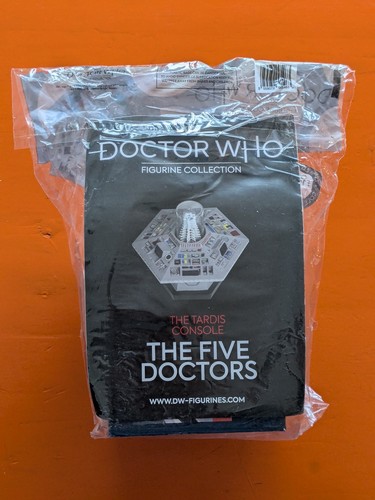 DOCTOR WHO
FIGURINE COLLECTION
THE TARDIS
CONSOLE
THE FIVE
DOCTORS
WWW.DW-FIGURINES.COM